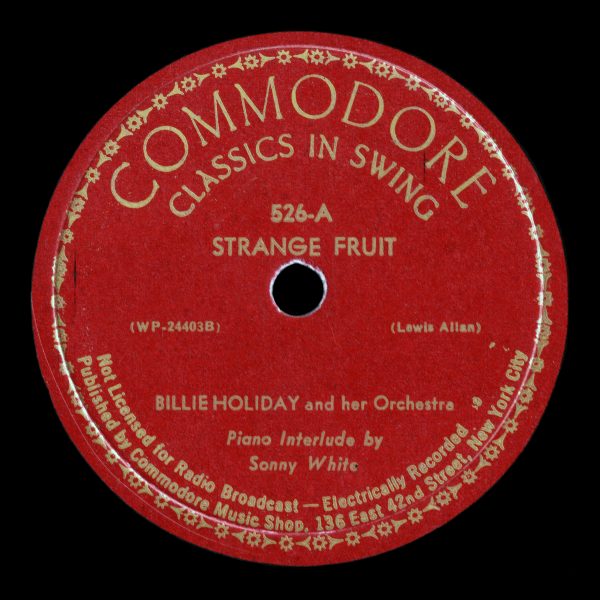 COMMODORE
CLASSICS IN SWING
526-A
STRANGE FRUIT
(WP-24403B) (Lewis Allan)
BILLIE HOLIDAY and her Orchestra
Piano Interlude by
Sonny White
Not Licensed for Radio Broadcast — Electrically Recorded
Published by Commodore Music Shop, 136 East 42nd Street, New York City